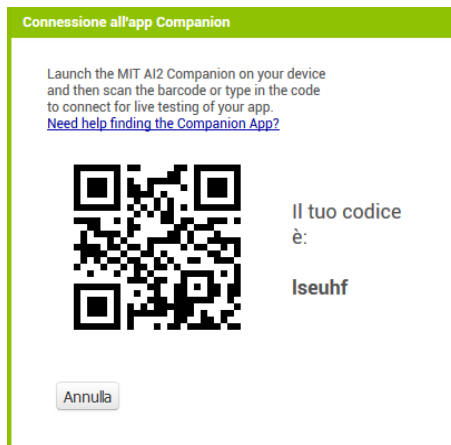 Connessione all'app Companion
Launch the MIT AI2 Companion on your device
and then scan the barcode or type in the code
to connect for live testing of your app.
Need help finding the Companion App?
Il tuo codice
è:
lseuhf
Annulla